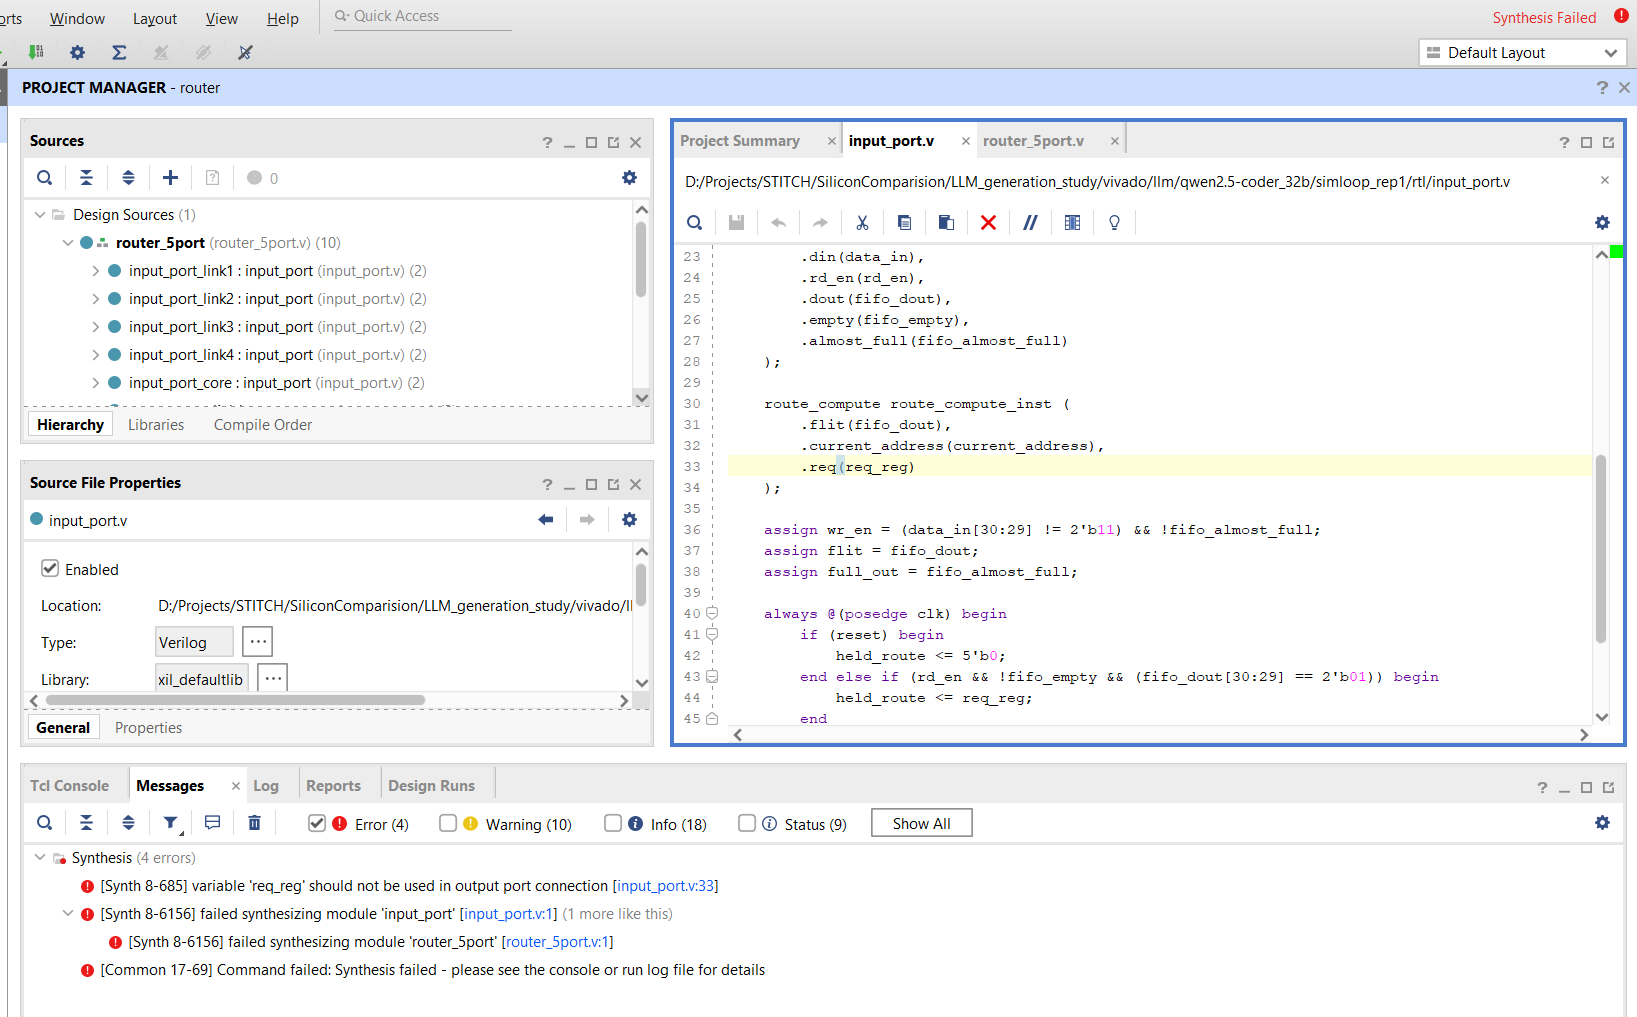 orts Window Layout View Help Quick Access Synthesis Failed
Default Layout
PROJECT MANAGER - router
Sources
0
Design Sources (1)
router_5port (router_5port.v) (10)
input_port_link1 : input_port (input_port.v) (2)
input_port_link2 : input_port (input_port.v) (2)
input_port_link3 : input_port (input_port.v) (2)
input_port_link4 : input_port (input_port.v) (2)
input_port_core : input_port (input_port.v) (2)
Hierarchy Libraries Compile Order
Source File Properties
input_port.v
Enabled
Location: D:/Projects/STITCH/SiliconComparision/LLM_generation_study/vivado/ll
Type: Verilog ...
Library: xil_defaultlib ...
General Properties
Project Summary input_port.v router_5port.v
D:/Projects/STITCH/SiliconComparision/LLM_generation_study/vivado/llm/qwen2.5-coder_32b/simloop_rep1/rtl/input_port.v
23 .din(data_in),
24 .rd_en(rd_en),
25 .dout(fifo_dout),
26 .empty(fifo_empty),
27 .almost_full(fifo_almost_full)
28 );
29
30 route_compute route_compute_inst (
31 .flit(fifo_dout),
32 .current_address(current_address),
33 .req(req_reg)
34 );
35
36 assign wr_en = (data_in[30:29] != 2'b11) && !fifo_almost_full;
37 assign flit = fifo_dout;
38 assign full_out = fifo_almost_full;
39
40 always @(posedge clk) begin
41 if (reset) begin
42 held_route <= 5'b0;
43 end else if (rd_en && !fifo_empty && (fifo_dout[30:29] == 2'b01)) begin
44 held_route <= req_reg;
45 end
Tcl Console Messages Log Reports Design Runs
Error (4) Warning (10) Info (18) Status (9) Show All
Synthesis (4 errors)
[Synth 8-685] variable 'req_reg' should not be used in output port connection [input_port.v:33]
[Synth 8-6156] failed synthesizing module 'input_port' [input_port.v:1] (1 more like this)
[Synth 8-6156] failed synthesizing module 'router_5port' [router_5port.v:1]
[Common 17-69] Command failed: Synthesis failed - please see the console or run log file for details